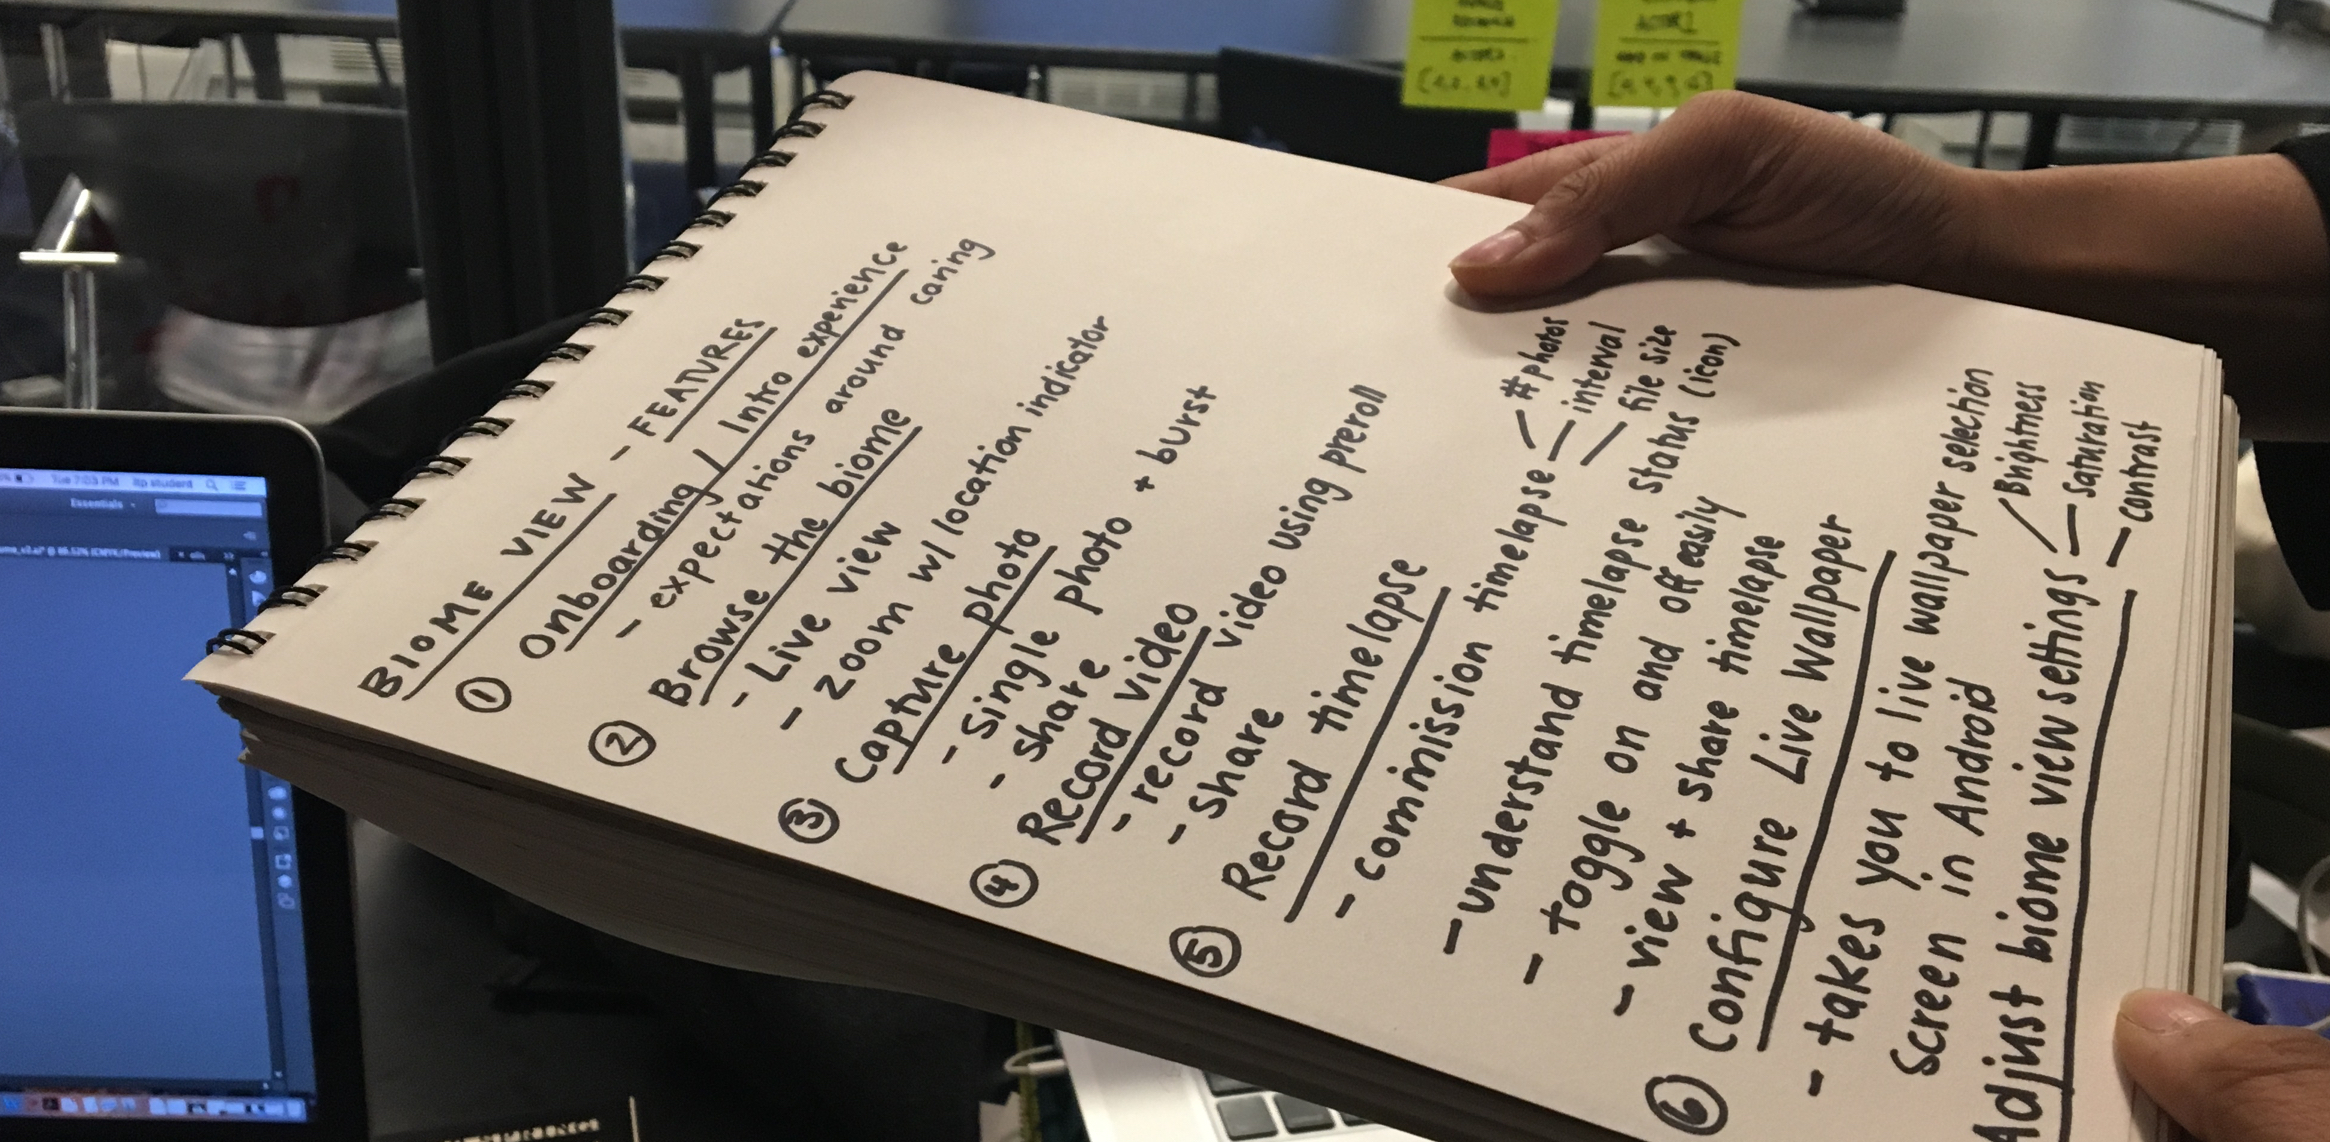 BIOME VIEW - FEATURES
① Onboarding / Intro experience
- expectations around caring
② Browse the biome
- Live view
- zoom w/ location indicator
③ Capture photo
- single photo + burst
- share
④ Record video
- record video using preroll
- share
⑤ Record timelapse
- commission timelapse
# photos
interval
file size
- understand timelapse status (icon)
- toggle on and off easily
- view + share timelapse
⑥ Configure Live Wallpaper
- takes you to live wallpaper selection
screen in Android
Adjust biome view settings
Brightness
Saturation
contrast
Tue 7:03 PM itp student
Essentials